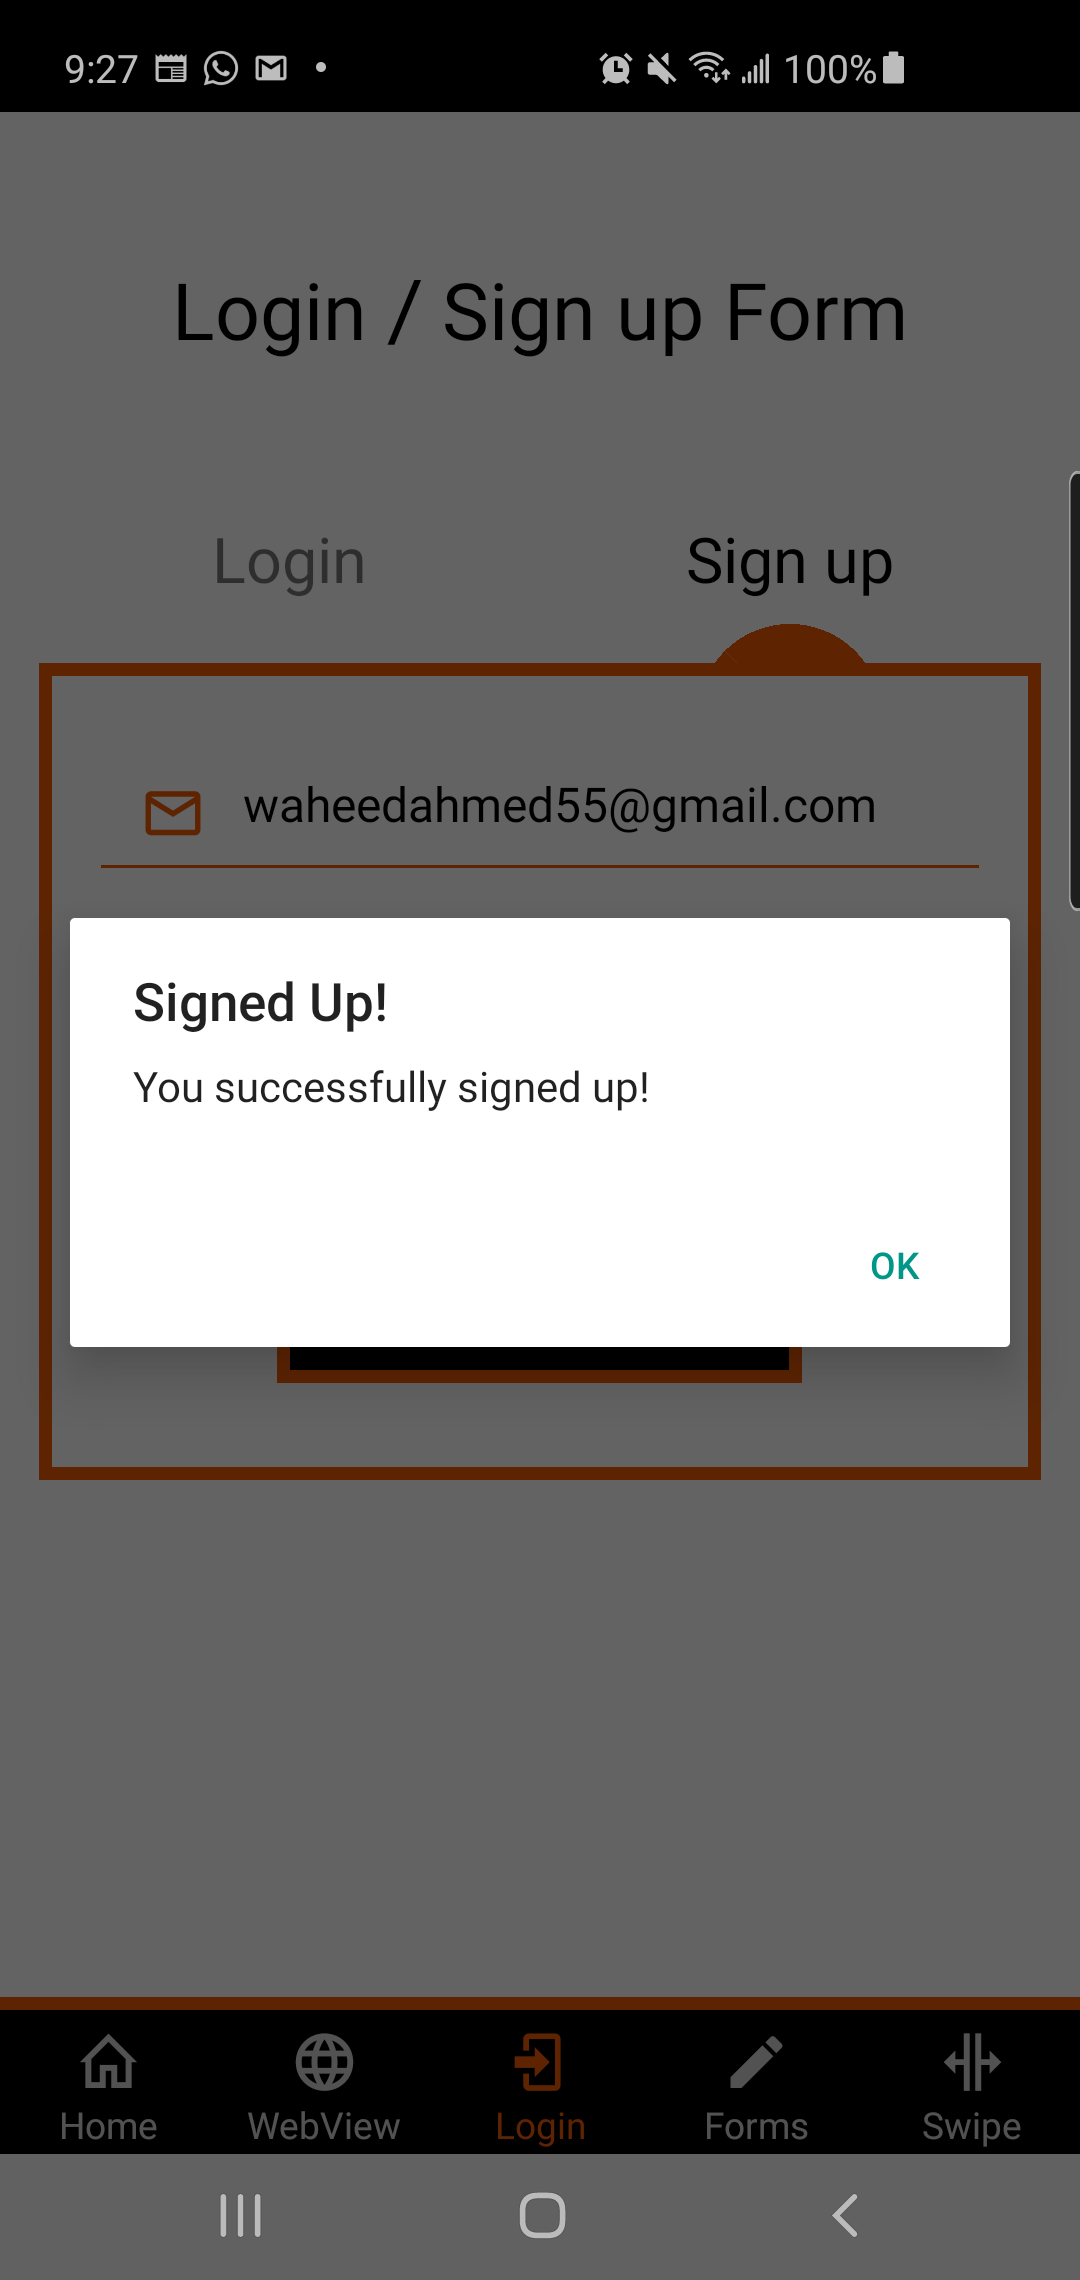 9:27 100%
Login / Sign up Form
Login Sign up
waheedahmed55@gmail.com
Signed Up!
You successfully signed up!
OK
Home WebView Login Forms Swipe